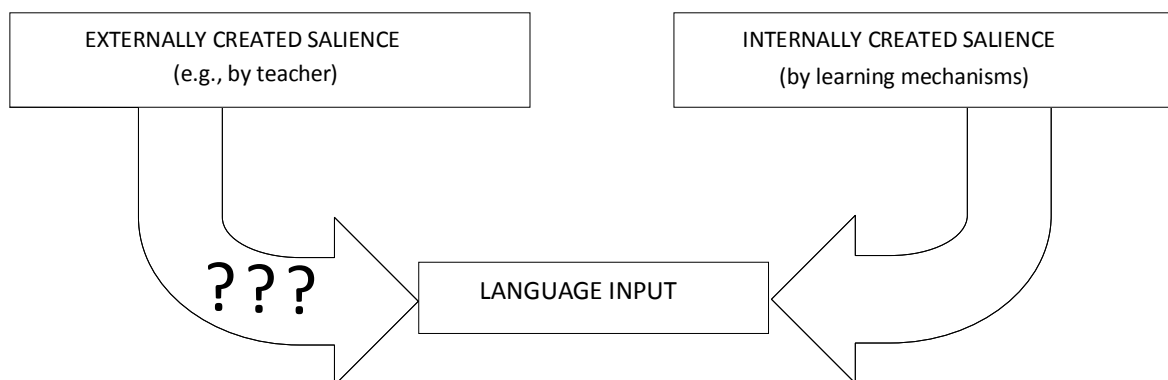 EXTERNALLY CREATED SALIENCE
(e.g., by teacher)
INTERNALLY CREATED SALIENCE
(by learning mechanisms)
???
LANGUAGE INPUT